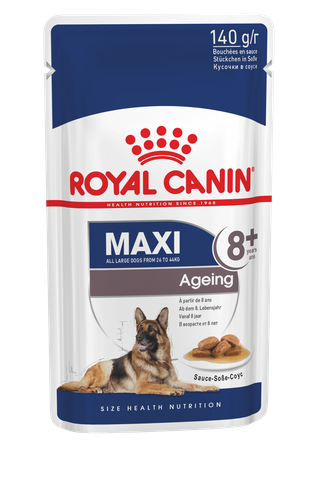 140 g/г
Bouchées en sauce
Stückchen in Soße
Кусочки в соусе
ROYAL CANIN
HEALTH NUTRITION SINCE 1968
MAXI
ALL LARGE DOGS FROM 26 TO 44KG
8+
years
ans
Ageing
À partir de 8 ans
Ab dem 8. Lebensjahr
Vanaf 8 jaar
В возрасте от 8 лет
Sauce-Soße-Соус
SIZE HEALTH NUTRITION